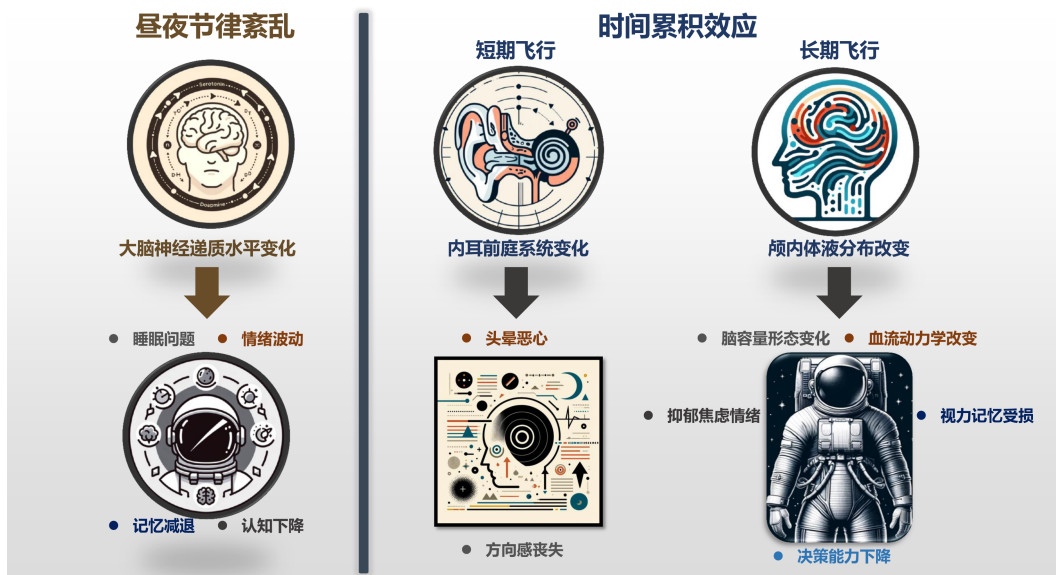 昼夜节律紊乱
时间累积效应
短期飞行
长期飞行
Serotonin
大脑神经递质水平变化
内耳前庭系统变化
颅内体液分布改变
睡眠问题
情绪波动
头晕恶心
脑容量形态变化
血流动力学改变
抑郁焦虑情绪
视力记忆受损
记忆减退
认知下降
方向感丧失
决策能力下降